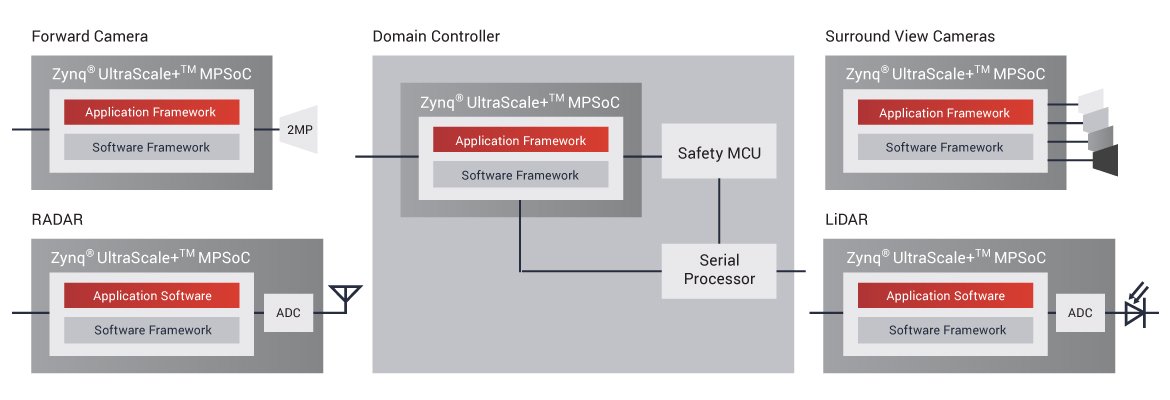 Forward Camera
Zynq® UltraScale+™ MPSoC
Application Framework
Software Framework
2MP
RADAR
Zynq® UltraScale+™ MPSoC
Application Software
Software Framework
ADC
Domain Controller
Zynq® UltraScale+™ MPSoC
Application Framework
Software Framework
Safety MCU
Serial
Processor
Surround View Cameras
Zynq® UltraScale+™ MPSoC
Application Framework
Software Framework
LiDAR
Zynq® UltraScale+™ MPSoC
Application Software
Software Framework
ADC